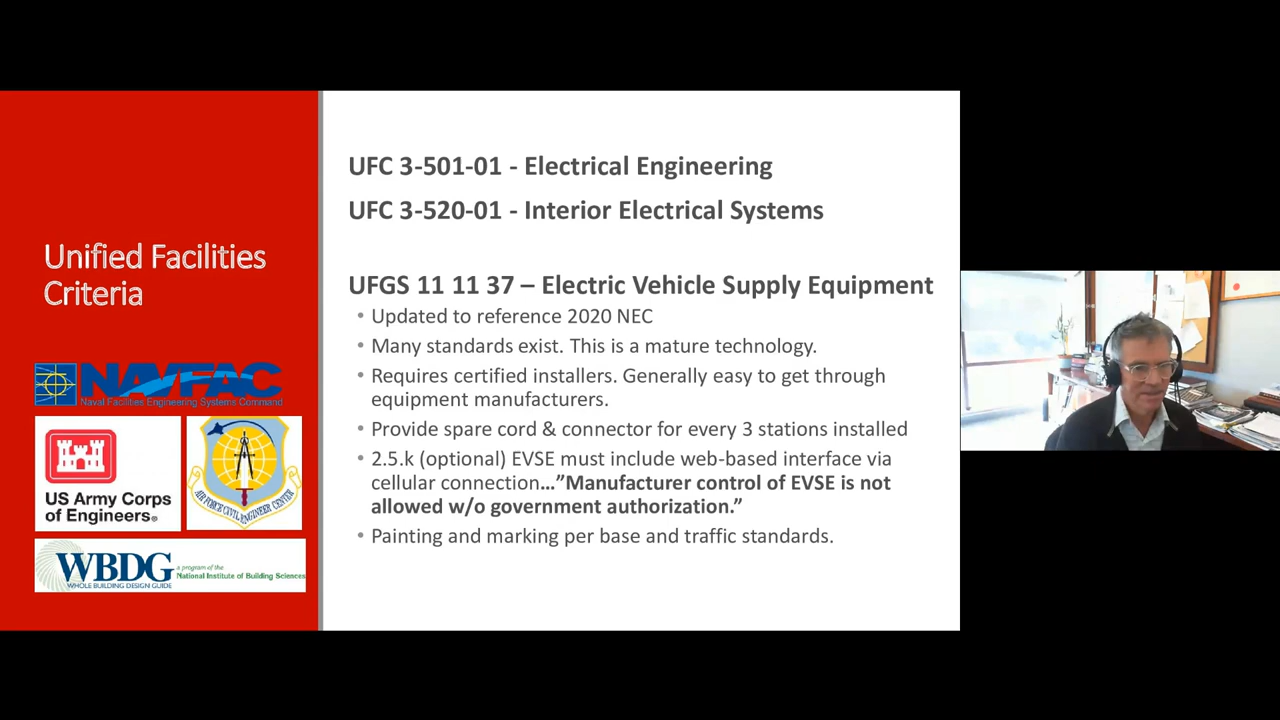 Unified Facilities
Criteria
NAVFAC
Naval Facilities Engineering Systems Command
US Army Corps
of Engineers®
AIR FORCE CIVIL ENGINEER CENTER
WBDG
WHOLE BUILDING DESIGN GUIDE
a program of the
National Institute of Building Sciences
UFC 3-501-01 - Electrical Engineering
UFC 3-520-01 - Interior Electrical Systems
UFGS 11 11 37 – Electric Vehicle Supply Equipment
• Updated to reference 2020 NEC
• Many standards exist. This is a mature technology.
• Requires certified installers. Generally easy to get through
equipment manufacturers.
• Provide spare cord & connector for every 3 stations installed
• 2.5.k (optional) EVSE must include web-based interface via
cellular connection…”Manufacturer control of EVSE is not
allowed w/o government authorization.”
• Painting and marking per base and traffic standards.